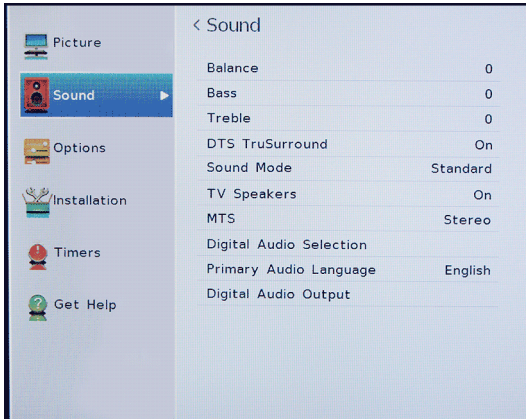 Picture
Sound
Options
Installation
Timers
Get Help
< Sound
Balance 0
Bass 0
Treble 0
DTS TruSurround On
Sound Mode Standard
TV Speakers On
MTS Stereo
Digital Audio Selection
Primary Audio Language English
Digital Audio Output